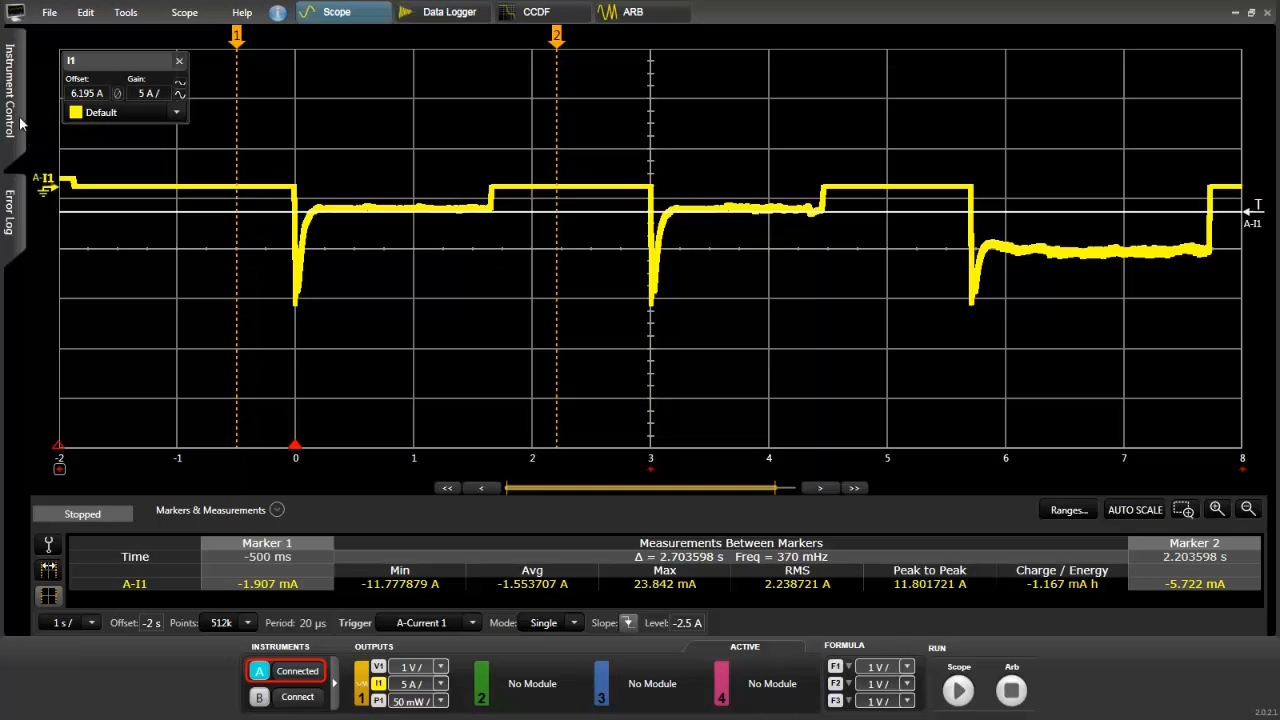 File Edit Tools Scope Help i Scope Data Logger CCDF ARB
Instrument Control
Error Log
1 2
I1
Offset: Gain:
6.195 A 5 A /
Default
A-I1
T
A-I1
-2 -1 0 1 2 3 4 5 6 7 8
<< < > >>
Stopped Markers & Measurements Ranges... AUTO SCALE
Marker 1 Measurements Between Markers Marker 2
Time -500 ms Δ = 2.703598 s Freq = 370 mHz 2.203598 s
Min Avg Max RMS Peak to Peak Charge / Energy
A-I1 -1.907 mA -11.777879 A -1.553707 A 23.842 mA 2.238721 A 11.801721 A -1.167 mA h -5.722 mA
1 s / Offset: -2 s Points: 512k Period: 20 µs Trigger A-Current 1 Mode: Single Slope: Level: -2.5 A
INSTRUMENTS OUTPUTS ACTIVE FORMULA RUN
A Connected
B Connect
1 V1 1 V /
I1 5 A /
P1 50 mW /
2 No Module
3 No Module
4 No Module
F1 1 V /
F2 1 V /
F3 1 V /
Scope Arb
2.0.2.1